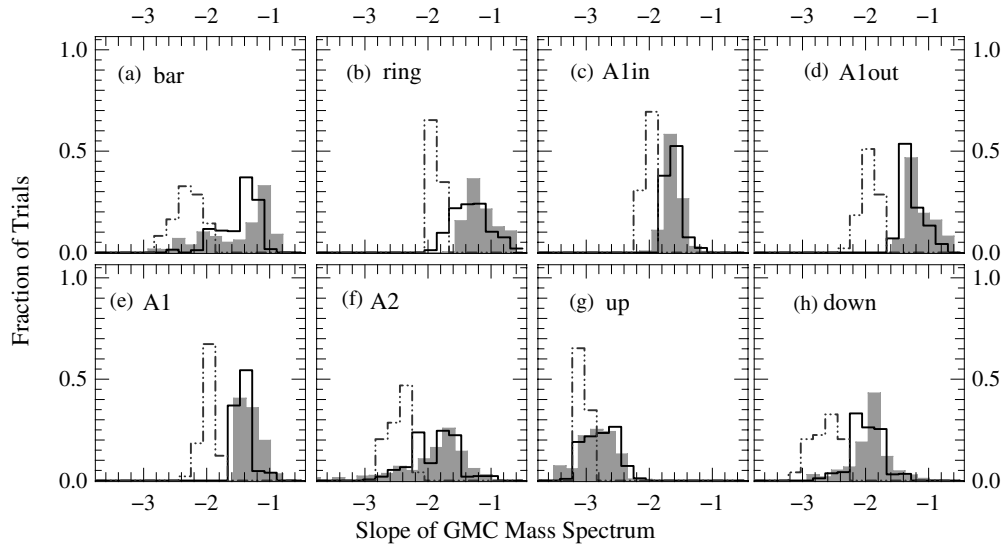 −3 −2 −1 −3 −2 −1 −3 −2 −1 −3 −2 −1
1.0 (a) bar (b) ring (c) A1in (d) A1out 1.0
0.5 0.5
0.0 0.0
1.0 (e) A1 (f) A2 (g) up (h) down 1.0
0.5 0.5
0.0 0.0
−3 −2 −1 −3 −2 −1 −3 −2 −1 −3 −2 −1
Fraction of Trials
Slope of GMC Mass Spectrum